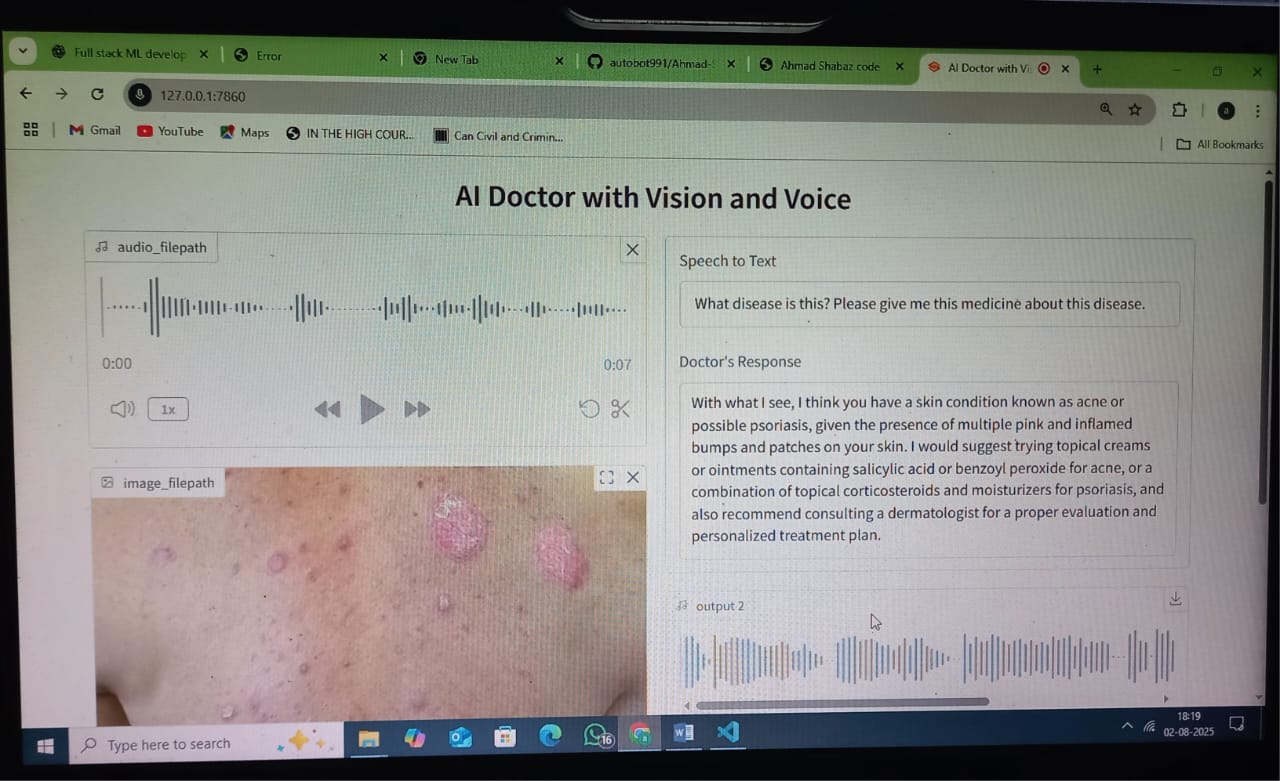 Full stack ML develop
Error
New Tab
autobot991/Ahmad-S
Ahmad Shabaz code
AI Doctor with Vi
127.0.0.1:7860
a
Gmail
YouTube
Maps
IN THE HIGH COUR...
Can Civil and Crimin...
All Bookmarks
AI Doctor with Vision and Voice
audio_filepath
0:00
0:07
1x
image_filepath
Speech to Text
What disease is this? Please give me this medicine about this disease.
Doctor's Response
With what I see, I think you have a skin condition known as acne or
possible psoriasis, given the presence of multiple pink and inflamed
bumps and patches on your skin. I would suggest trying topical creams
or ointments containing salicylic acid or benzoyl peroxide for acne, or a
combination of topical corticosteroids and moisturizers for psoriasis, and
also recommend consulting a dermatologist for a proper evaluation and
personalized treatment plan.
output 2
Type here to search
16
18:19
02-08-2025